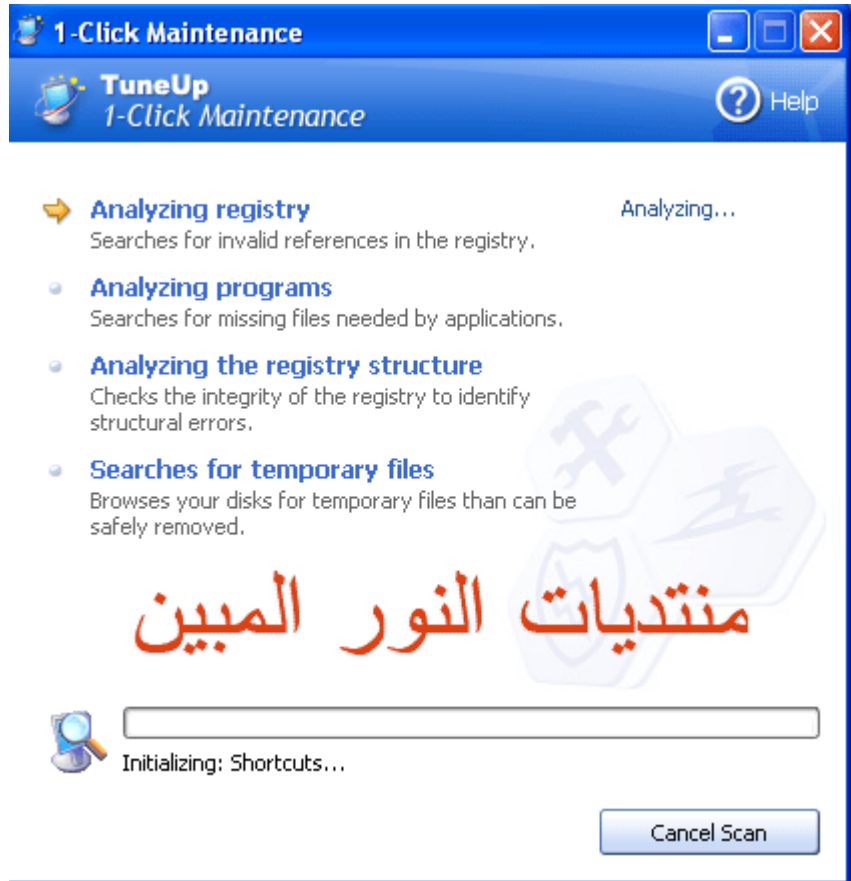 1-Click Maintenance
TuneUp
1-Click Maintenance
Help
Analyzing registry
Analyzing...
Searches for invalid references in the registry.
Analyzing programs
Searches for missing files needed by applications.
Analyzing the registry structure
Checks the integrity of the registry to identify
structural errors.
Searches for temporary files
Browses your disks for temporary files than can be
safely removed.
منتديات النور المبين
Initializing: Shortcuts...
Cancel Scan